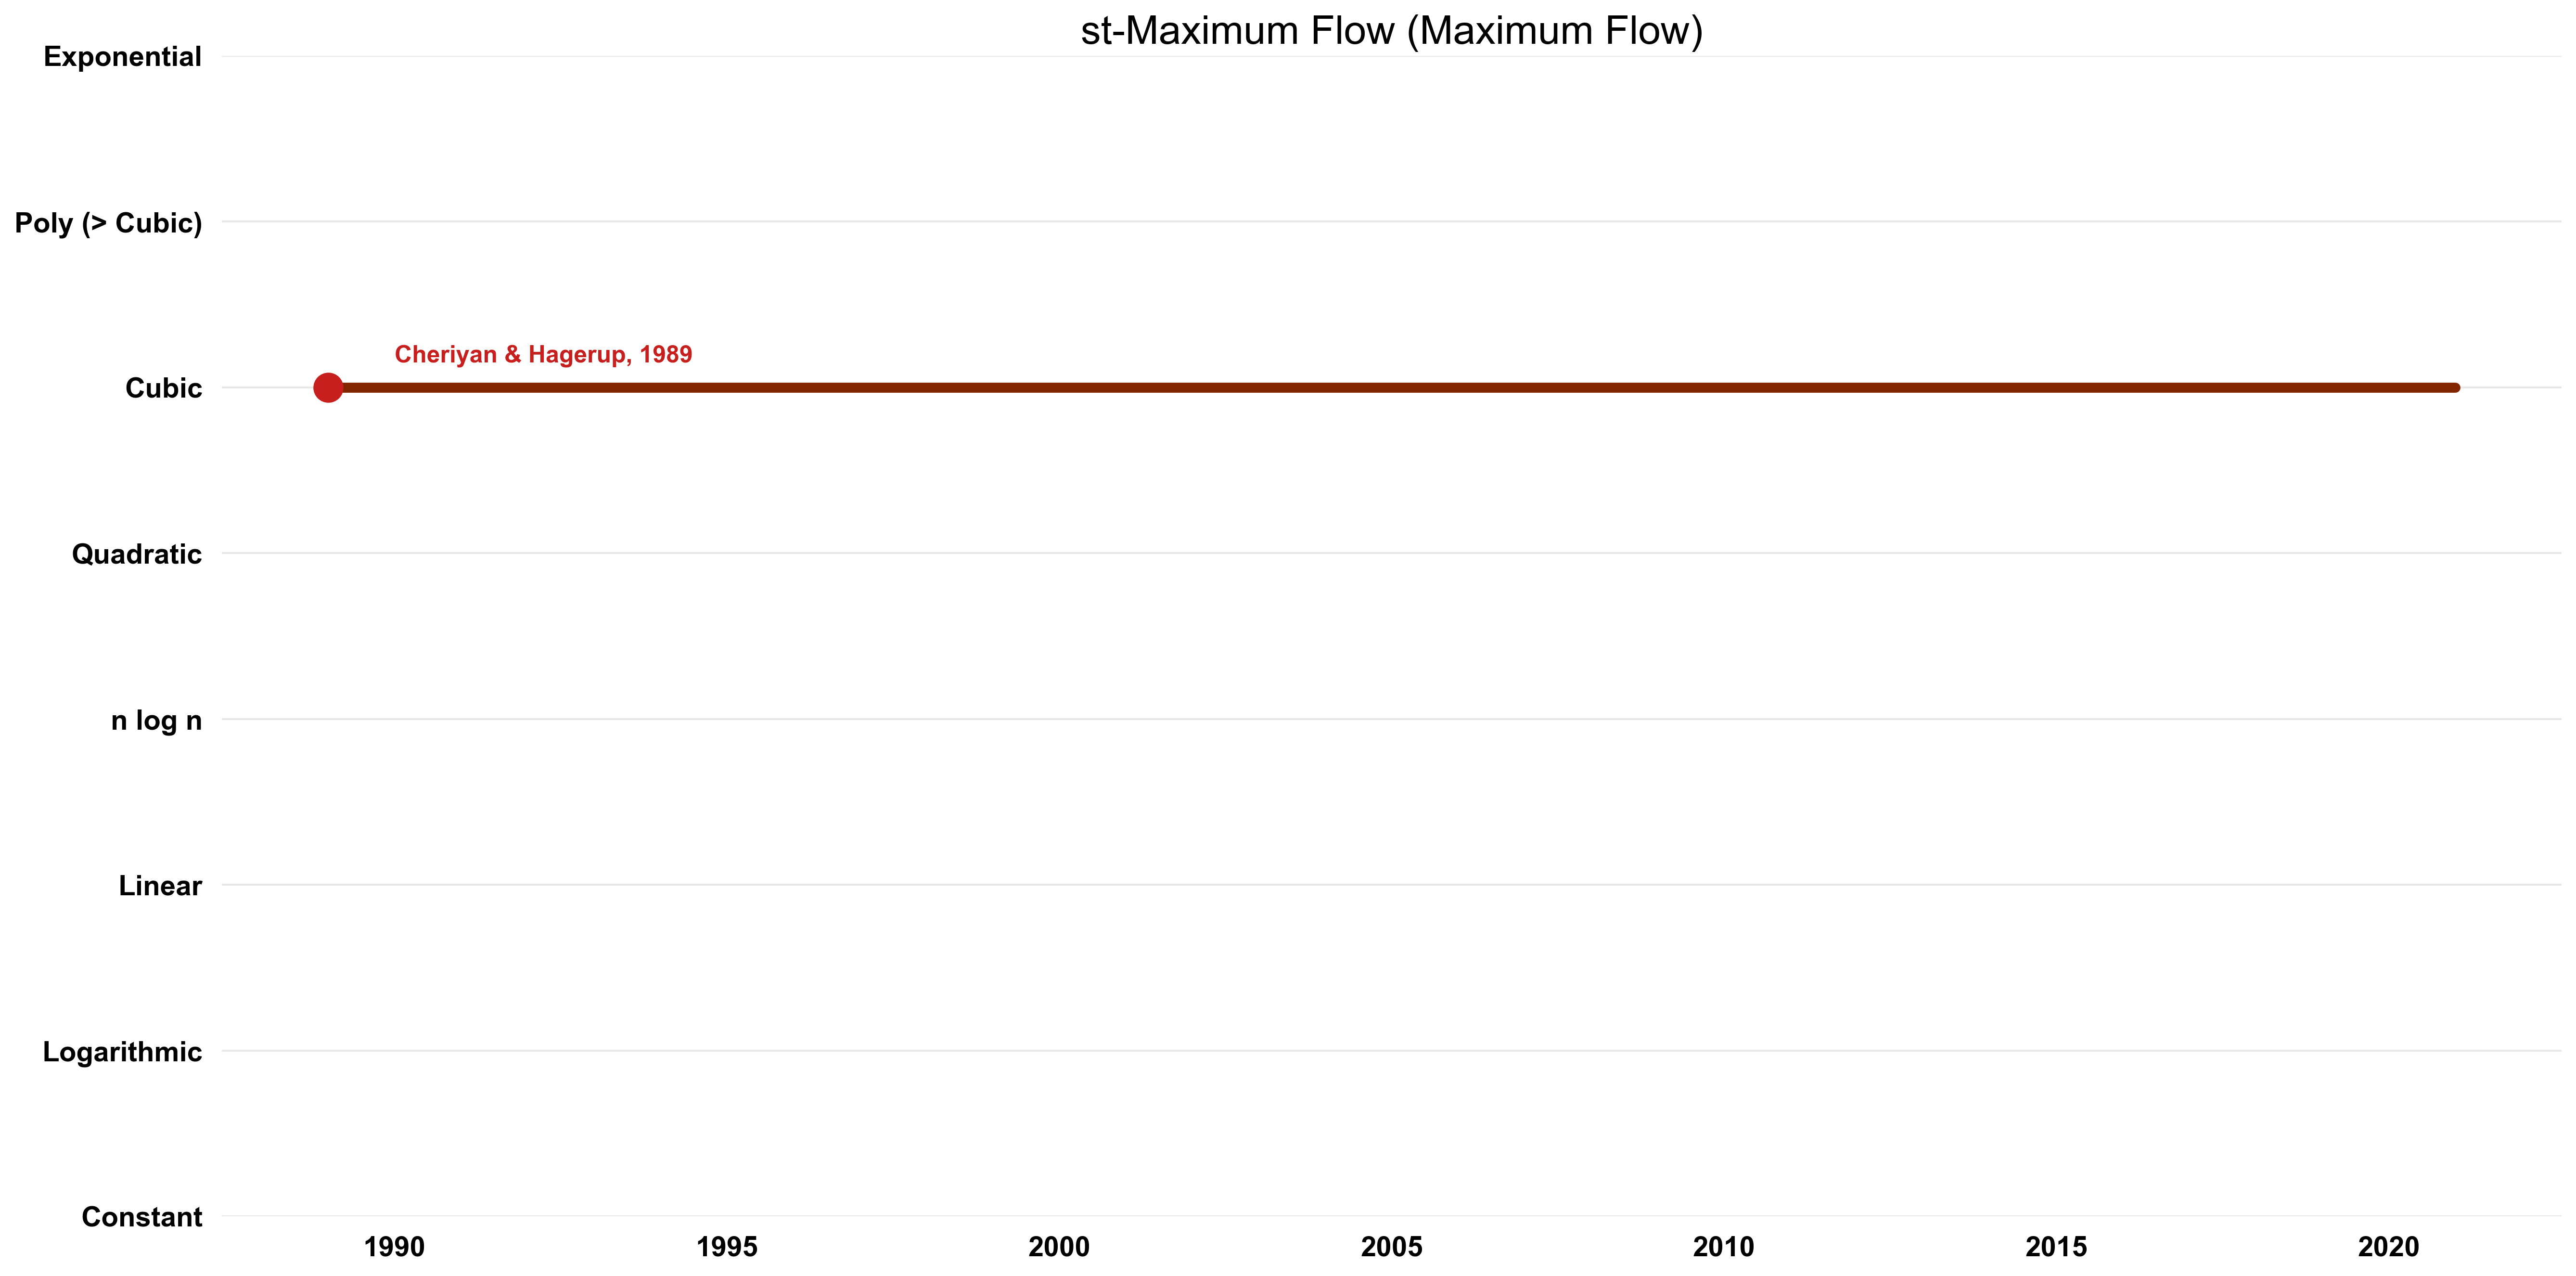 st-Maximum Flow (Maximum Flow)
Exponential
Poly (> Cubic)
Cheriyan & Hagerup, 1989
Cubic
Quadratic
n log n
Linear
Logarithmic
Constant
1990 1995 2000 2005 2010 2015 2020